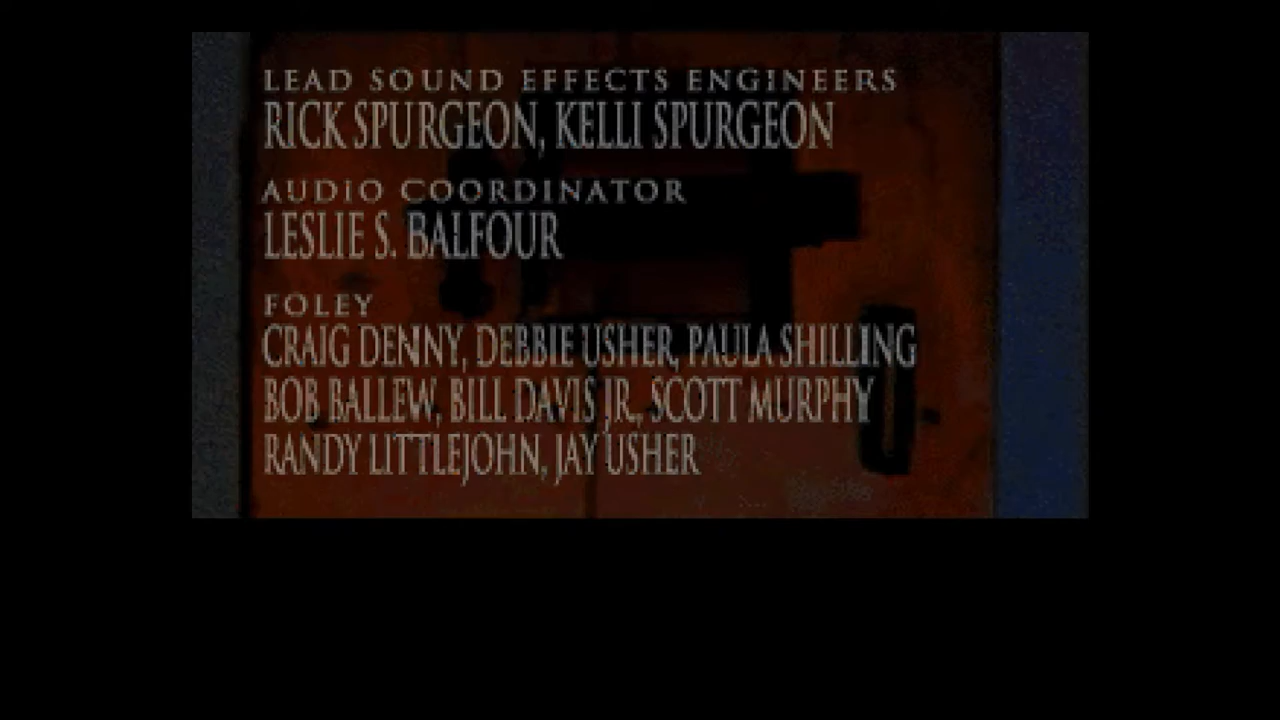 LEAD SOUND EFFECTS ENGINEERS
RICK SPURGEON, KELLI SPURGEON
AUDIO COORDINATOR
LESLIE S. BALFOUR
FOLEY
CRAIG DENNY, DEBBIE USHER, PAULA SHILLING
BOB BALLEW, BILL DAVIS JR., SCOTT MURPHY
RANDY LITTLEJOHN, JAY USHER